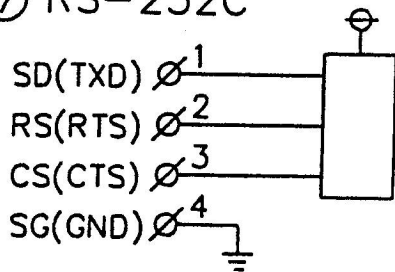 RS-232C
SD(TXD) 1
RS(RTS) 2
CS(CTS) 3
SG(GND) 4